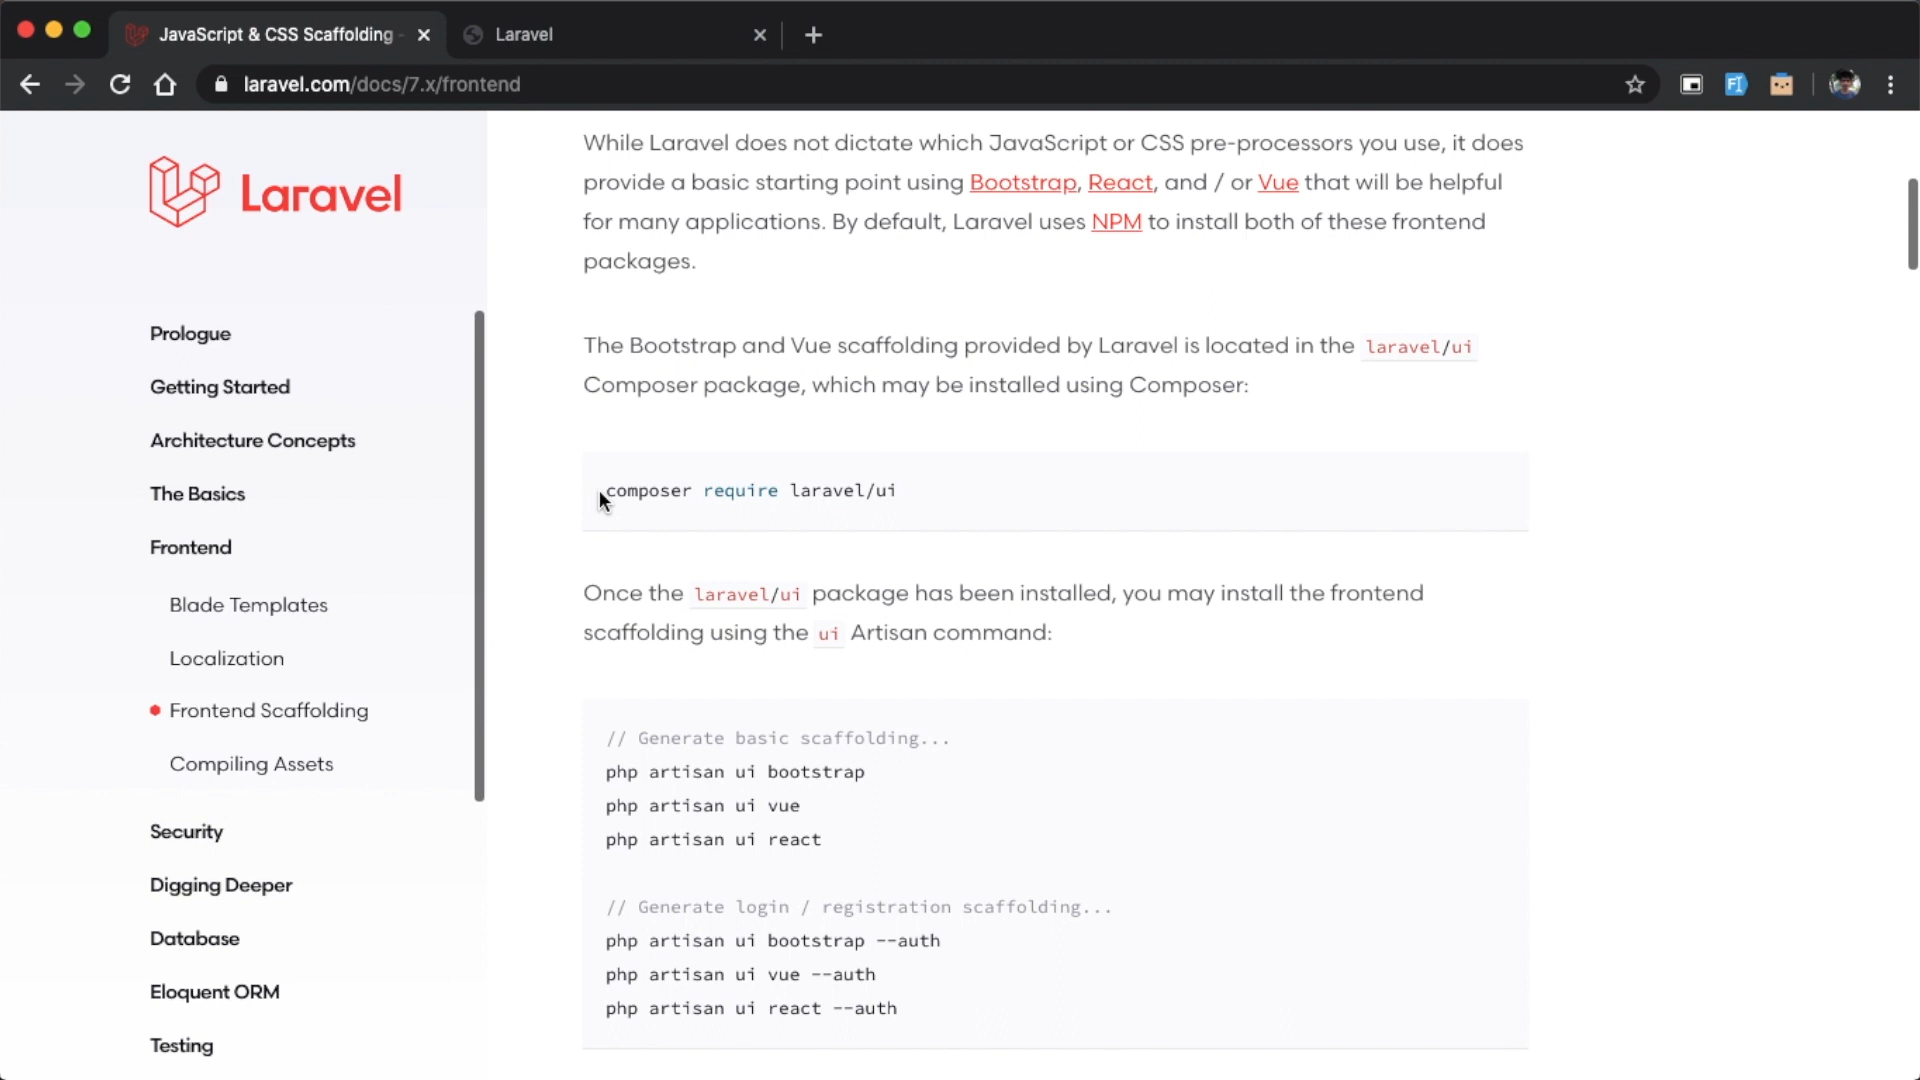 JavaScript & CSS Scaffolding -
Laravel
laravel.com/docs/7.x/frontend
Laravel
Prologue
Getting Started
Architecture Concepts
The Basics
Frontend
Blade Templates
Localization
Frontend Scaffolding
Compiling Assets
Security
Digging Deeper
Database
Eloquent ORM
Testing
While Laravel does not dictate which JavaScript or CSS pre-processors you use, it does
provide a basic starting point using Bootstrap, React, and / or Vue that will be helpful
for many applications. By default, Laravel uses NPM to install both of these frontend
packages.
The Bootstrap and Vue scaffolding provided by Laravel is located in the laravel/ui
Composer package, which may be installed using Composer:
composer require laravel/ui
Once the laravel/ui package has been installed, you may install the frontend
scaffolding using the ui Artisan command:
// Generate basic scaffolding...
php artisan ui bootstrap
php artisan ui vue
php artisan ui react
// Generate login / registration scaffolding...
php artisan ui bootstrap --auth
php artisan ui vue --auth
php artisan ui react --auth